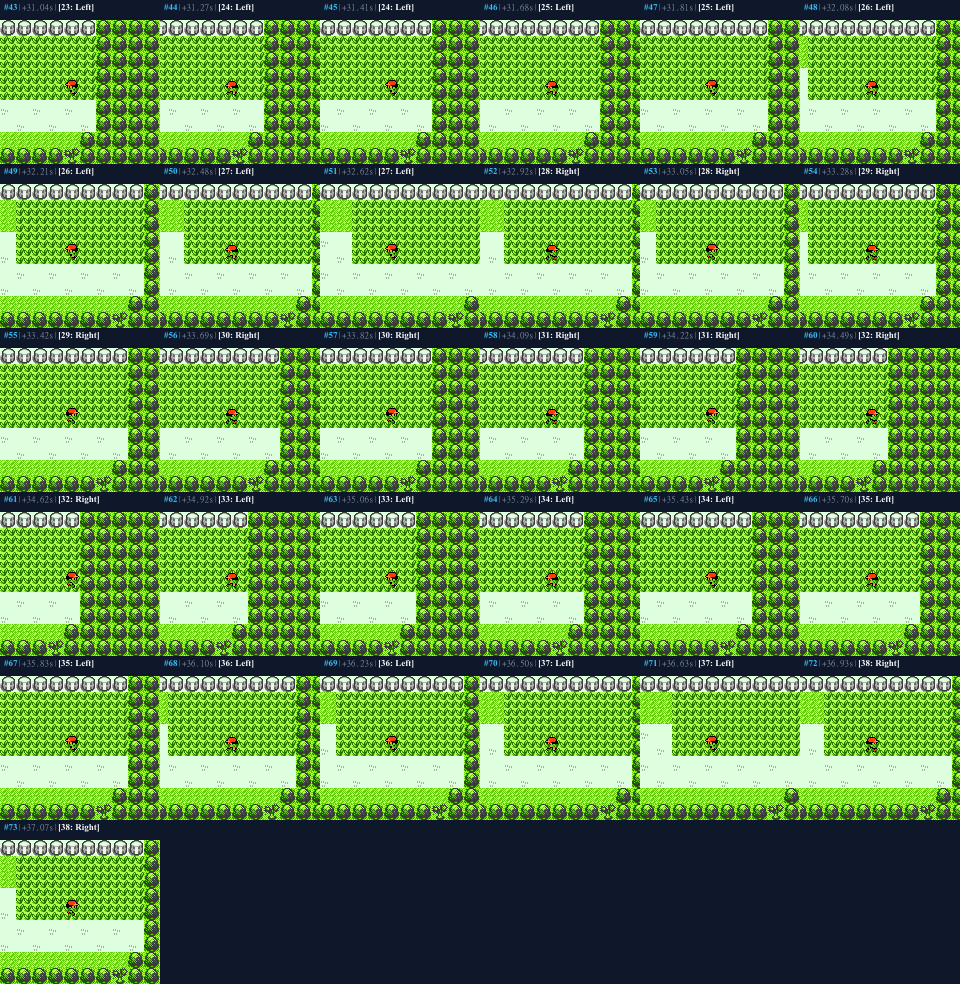 #43|+31.04s|[23: Left] #44|+31.27s|[24: Left] #45|+31.41s|[24: Left] #46|+31.68s|[25: Left] #47|+31.81s|[25: Left] #48|+32.08s|[26: Left]
#49|+32.21s|[26: Left] #50|+32.48s|[27: Left] #51|+32.62s|[27: Left] #52|+32.92s|[28: Right] #53|+33.05s|[28: Right] #54|+33.28s|[29: Right]
#55|+33.42s|[29: Right] #56|+33.69s|[30: Right] #57|+33.82s|[30: Right] #58|+34.09s|[31: Right] #59|+34.22s|[31: Right] #60|+34.49s|[32: Right]
#61|+34.62s|[32: Right] #62|+34.92s|[33: Left] #63|+35.06s|[33: Left] #64|+35.29s|[34: Left] #65|+35.43s|[34: Left] #66|+35.70s|[35: Left]
#67|+35.83s|[35: Left] #68|+36.10s|[36: Left] #69|+36.23s|[36: Left] #70|+36.50s|[37: Left] #71|+36.63s|[37: Left] #72|+36.93s|[38: Right]
#73|+37.07s|[38: Right]